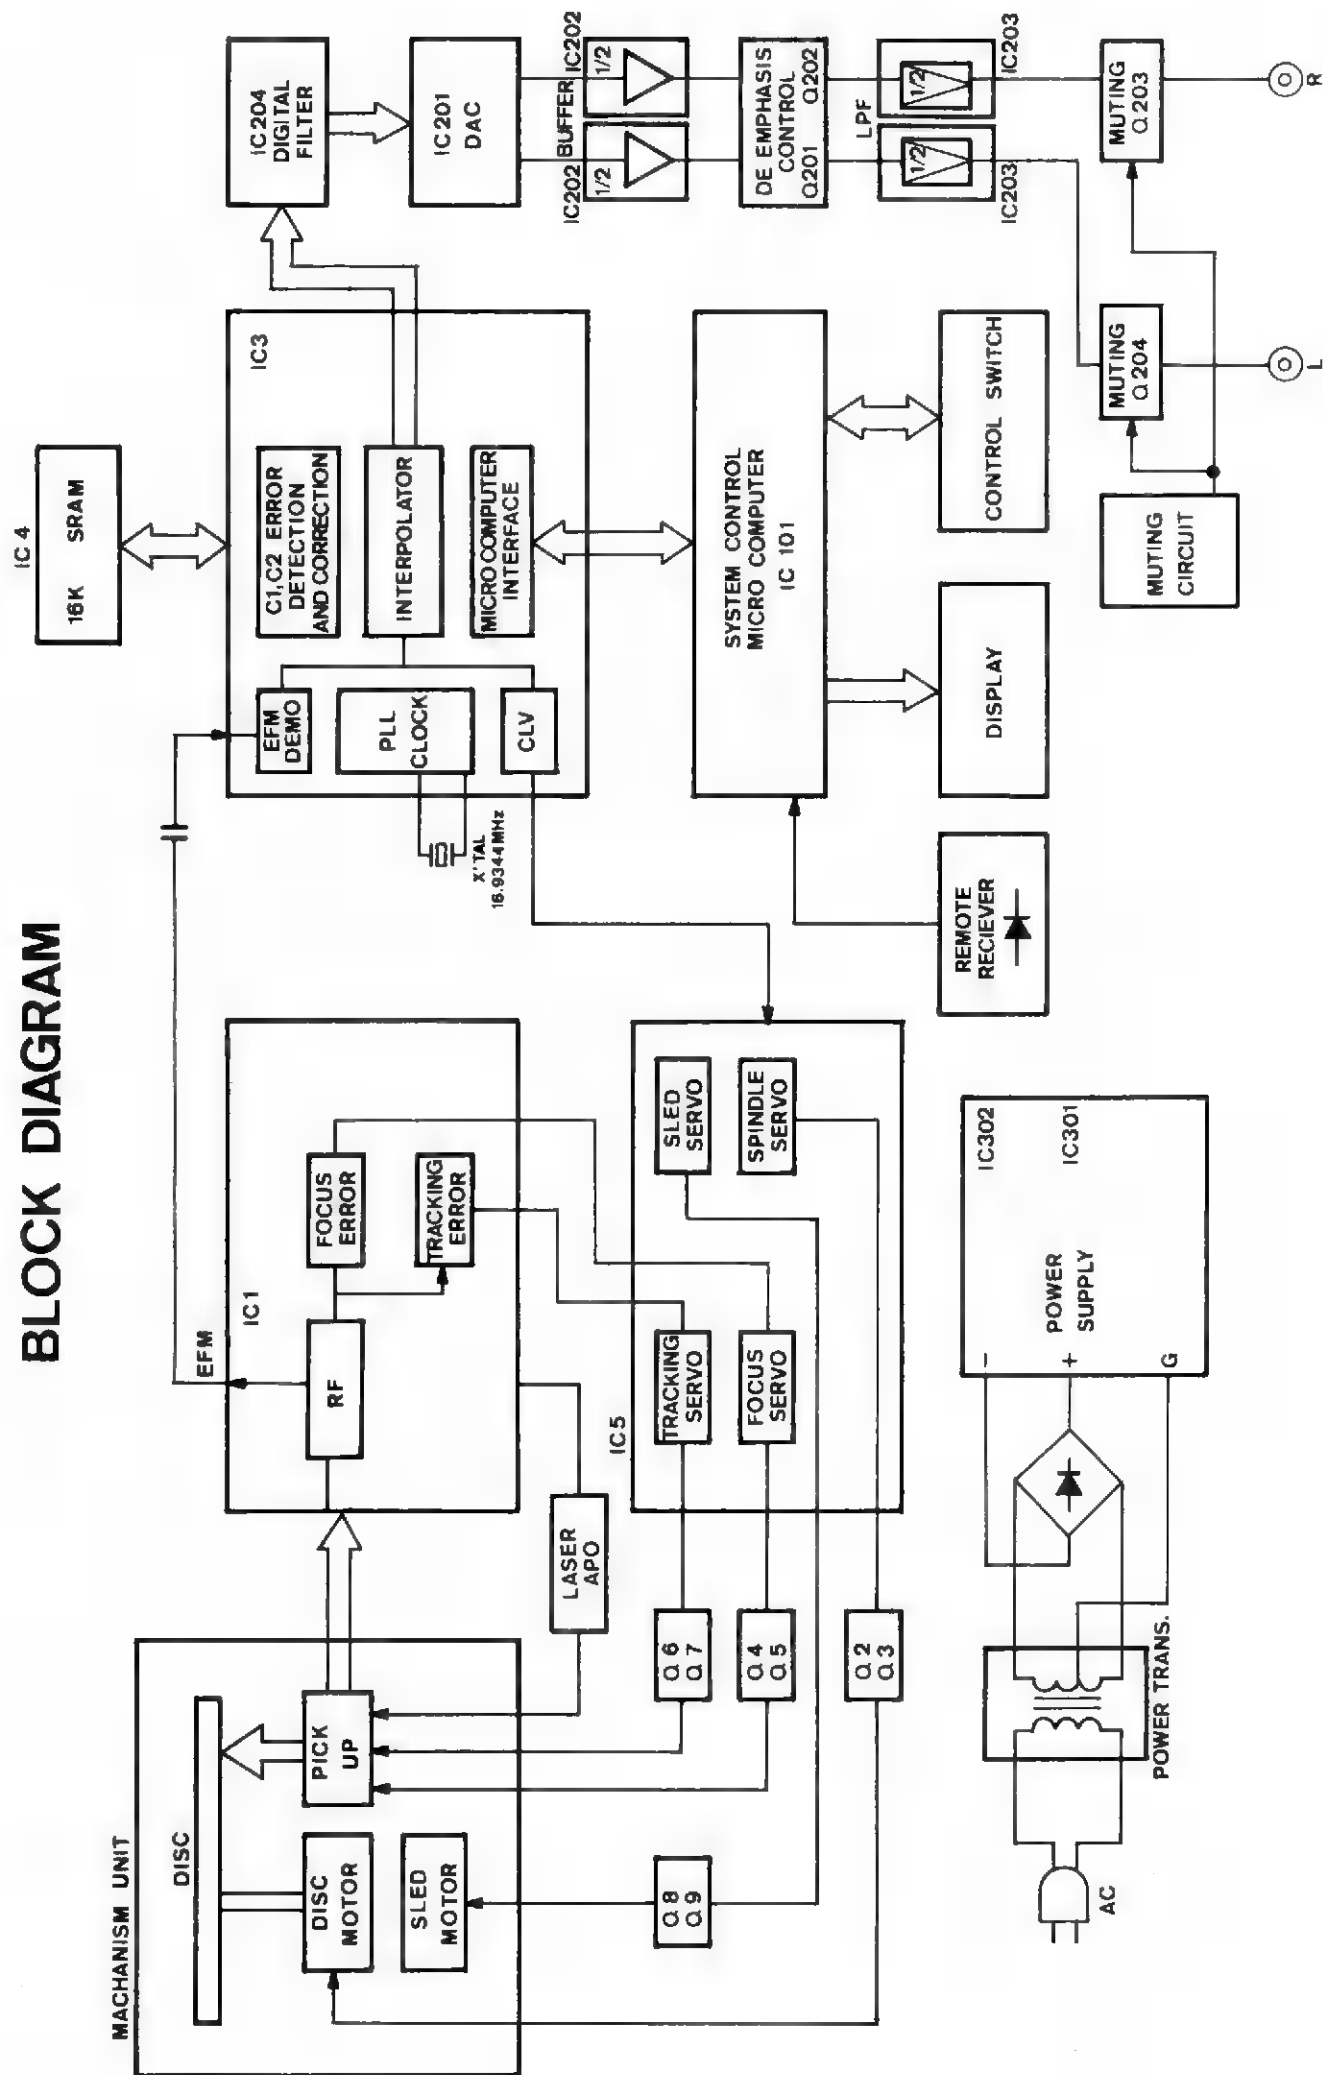 BLOCK DIAGRAM
MACHANISM UNIT
DISC
DISC
MOTOR
SLED
MOTOR
PICK
UP
EFM
IC1
RF
FOCUS
ERROR
TRACKING
ERROR
LASER
APO
IC5
TRACKING
SERVO
FOCUS
SERVO
SLED
SERVO
SPINDLE
SERVO
Q8
Q9
Q6
Q7
Q4
Q5
Q2
Q3
IC4
16K SRAM
IC3
EFM
DEMO
PLL
CLOCK
CLV
X'TAL
16.9344MHz
C1,C2 ERROR
DETECTION
AND CORRECTION
INTERPOLATOR
MICRO COMPUTER
INTERFACE
SYSTEM CONTROL
MICRO COMPUTER
IC 101
REMOTE
RECIEVER
DISPLAY
CONTROL SWITCH
IC204
DIGITAL
FILTER
IC201
DAC
IC202 BUFFER IC202
1/2
1/2
DE EMPHASIS
CONTROL
Q201 Q202
LPF
1/2
1/2
IC203
IC203
MUTING
CIRCUIT
MUTING
Q204
MUTING
Q203
L
R
AC
POWER TRANS.
-
+
G
POWER
SUPPLY
IC302
IC301